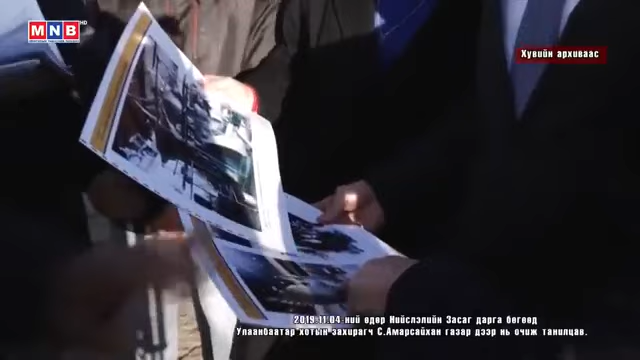 MNB HD
Хувийн архиваас
2019.11.04-ний өдөр Нийслэлийн Засаг дарга бөгөөд
Улаанбаатар хотын захирагч С.Амарсайхан газар дээр нь очиж танилцав.